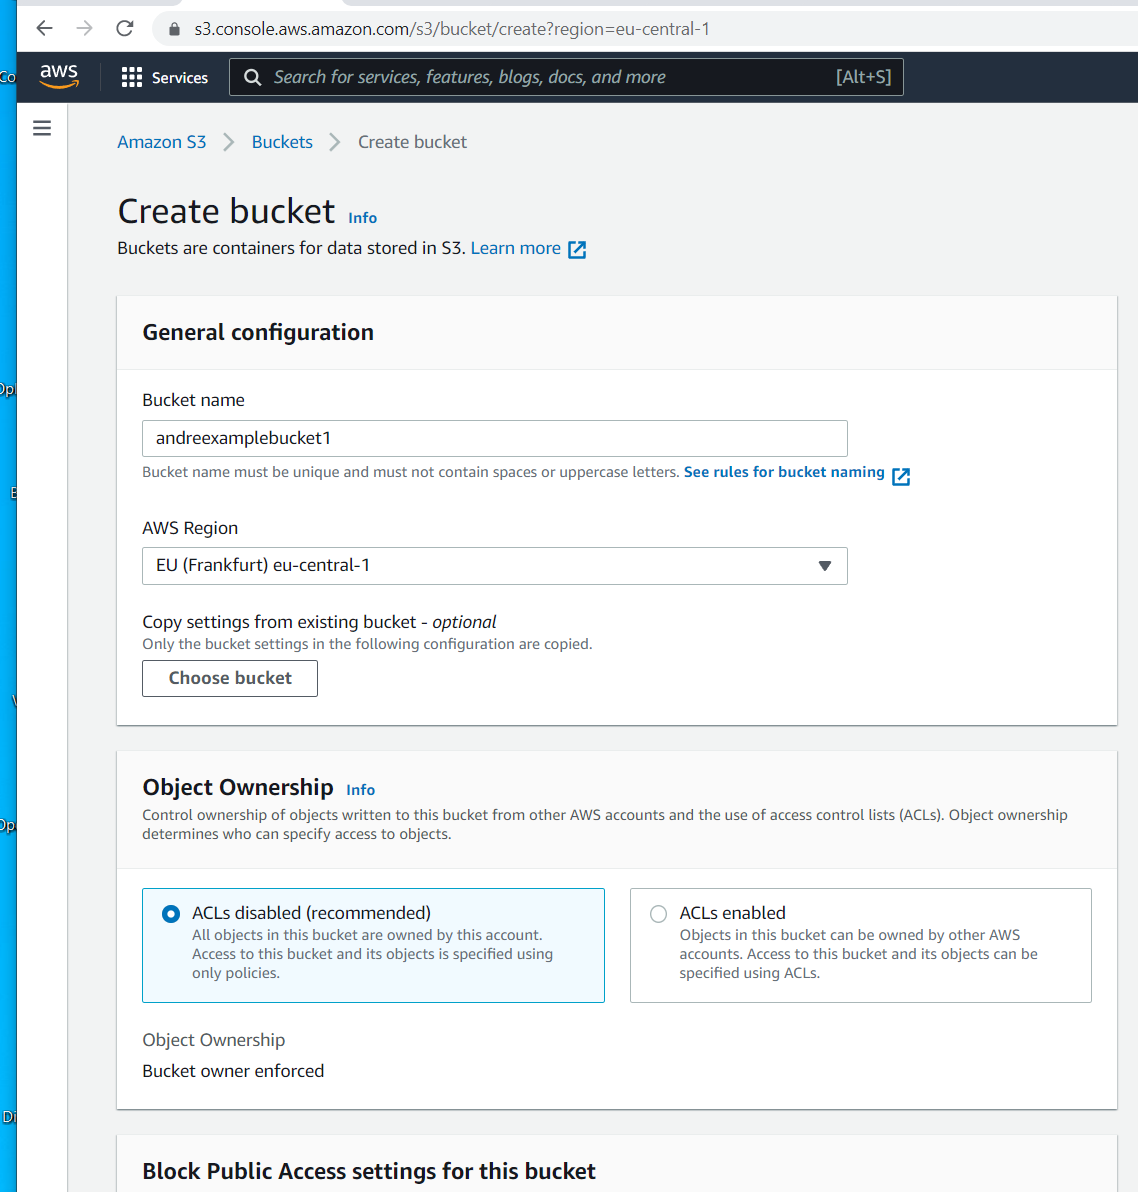 s3.console.aws.amazon.com/s3/bucket/create?region=eu-central-1
aws Services Search for services, features, blogs, docs, and more [Alt+S]
Amazon S3 Buckets Create bucket
Create bucket Info
Buckets are containers for data stored in S3. Learn more
General configuration
Bucket name
andreexamplebucket1
Bucket name must be unique and must not contain spaces or uppercase letters. See rules for bucket naming
AWS Region
EU (Frankfurt) eu-central-1
Copy settings from existing bucket - optional
Only the bucket settings in the following configuration are copied.
Choose bucket
Object Ownership Info
Control ownership of objects written to this bucket from other AWS accounts and the use of access control lists (ACLs). Object ownership
determines who can specify access to objects.
ACLs disabled (recommended)
All objects in this bucket are owned by this account.
Access to this bucket and its objects is specified using
only policies.
ACLs enabled
Objects in this bucket can be owned by other AWS
accounts. Access to this bucket and its objects can be
specified using ACLs.
Object Ownership
Bucket owner enforced
Block Public Access settings for this bucket